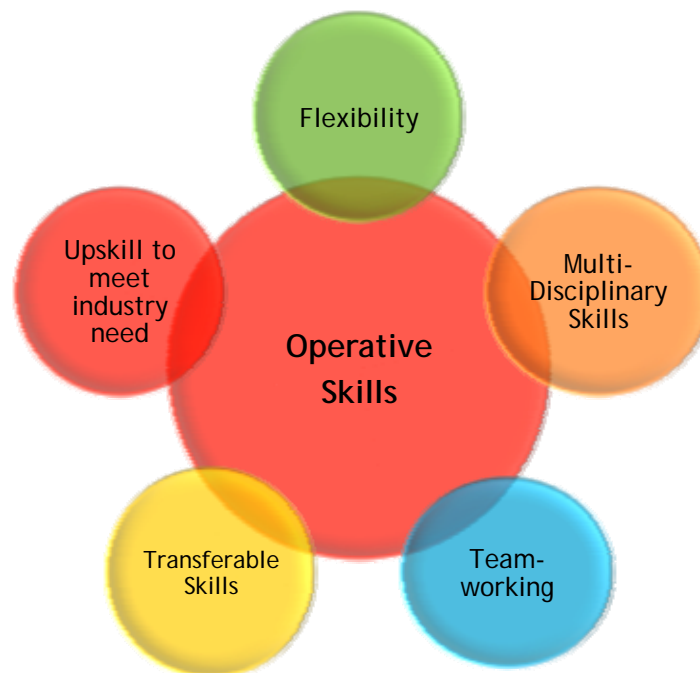 Flexibility
Upskill to
meet
industry
need
Multi-
Disciplinary
Skills
Operative
Skills
Transferable
Skills
Team-
working